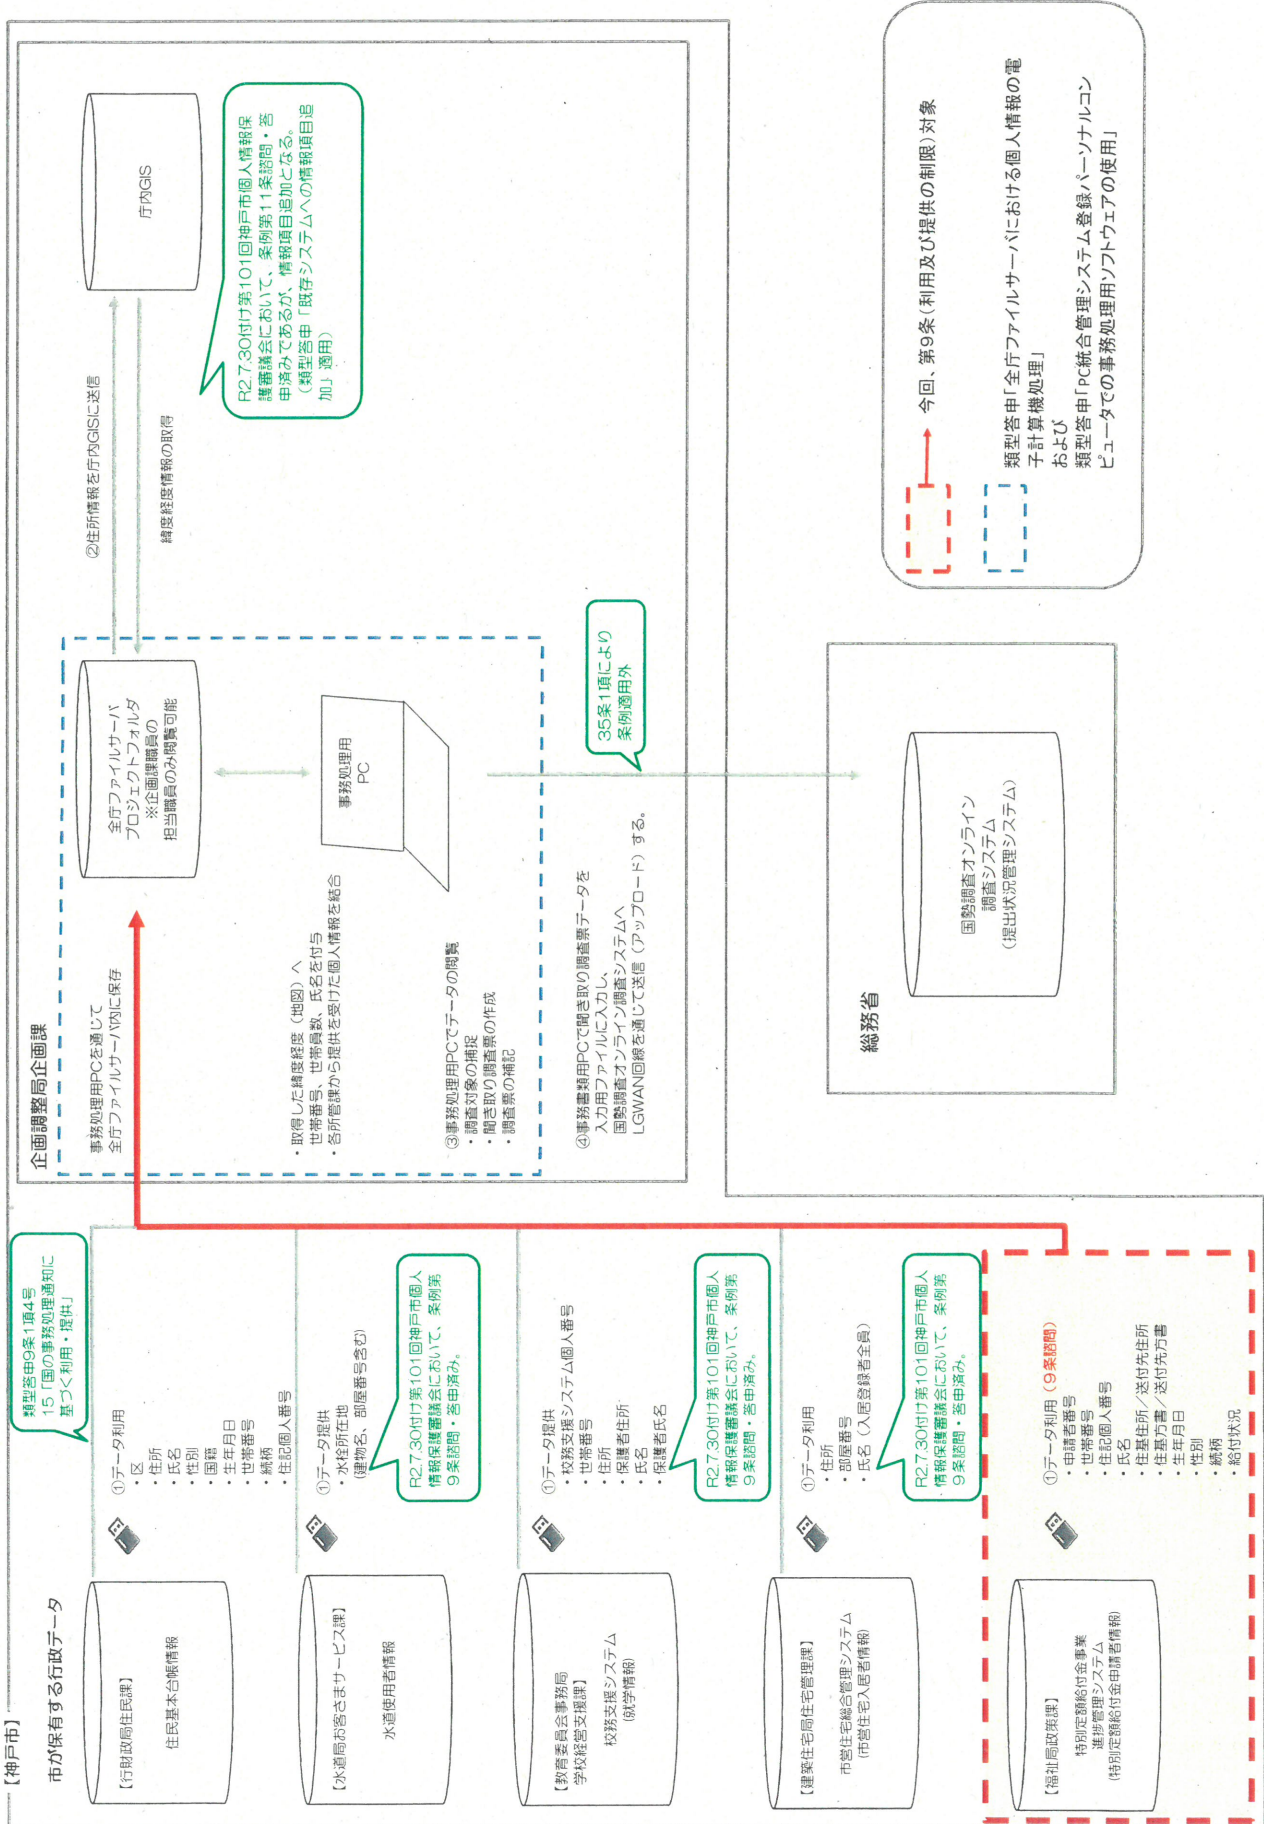 【神戸市】
市が保有する行政データ
【行財政局住民課】
住民基本台帳情報
類型答申9条1項4号
15「国の事務処理通知に
基づく利用・提供」
①データ利用
・区
・住所
・氏名
・性別
国籍
・生年月日
・世帯番号
続柄
・住記個人番号
【水道局お客さまサービス課】
水道使用者情報
①データ提供
・水栓所在地
(建物名、部屋番号含む)
R2.7.30付け第101回神戸市個人
情報保護審議会において、条例第
9条諮問・答申済み。
【教育委員会事務局
学校経営支援課】
校務支援システム
(就学情報)
①データ提供
・校務支援システム個人番号
・世帯番号
・住所
・保護者住所
・氏名
・保護者氏名
R2.7.30付け第101回神戸市個人
情報保護審議会において、条例第
9条諮問・答申済み。
【建築住宅局住宅管理課】
市営住宅総合管理システム
(市営住宅入居者情報)
①データ利用
・住所
・部屋番号
・氏名（入居登録者全員）
R2.7.30付け第101回神戸市個人
情報保護審議会において、条例第
9条諮問・答申済み。
【福祉局政策課】
特別定額給付金事業
進捗管理システム
(特別定額給付金申請者情報)
①データ利用（9条諮問）
・申請者番号
・世帯番号
・住記個人番号
・氏名
・住基住所／送付先住所
・住基方書／送付先方書
・生年月日
・性別
・続柄
・給付状況
企画調整局企画課
事務処理用PCを通じて
全庁ファイルサーバ内に保存
全庁ファイルサーバ
プロジェクトフォルダ
※企画課職員の
担当職員のみ閲覧可能
②住所情報を庁内GISに送信
緯度経度情報の取得
庁内GIS
R2.7.30付け第101回神戸市個人情報保
護審議会において、条例第11条諮問・答
申済みであるが、情報項目追加となる。
（類型答申「既存システムへの情報項目追
加」適用）
・取得した緯度経度（地図）へ
世帯番号、世帯員数、氏名を付与
・各所管課から提供を受けた個人情報を結合
事務処理用
PC
③事務処理用PCでデータの閲覧
・調査対象の捕捉
・聞き取り調査票の作成
・調査票の補記
④事務書類用PCで聞き取り調査票データを
入力用ファイルに入力し、
国勢調査オンライン調査システムへ
LGWAN回線を通じて送信（アップロード）する。
35条1項により
条例適用外
総務省
国勢調査オンライン
調査システム
(提出状況管理システム)
今回、第9条(利用及び提供の制限)対象
類型答申「全庁ファイルサーバにおける個人情報の電
子計算機処理」
および
類型答申「PC統合管理システム登録パーソナルコン
ピュータでの事務処理用ソフトウェアの使用」